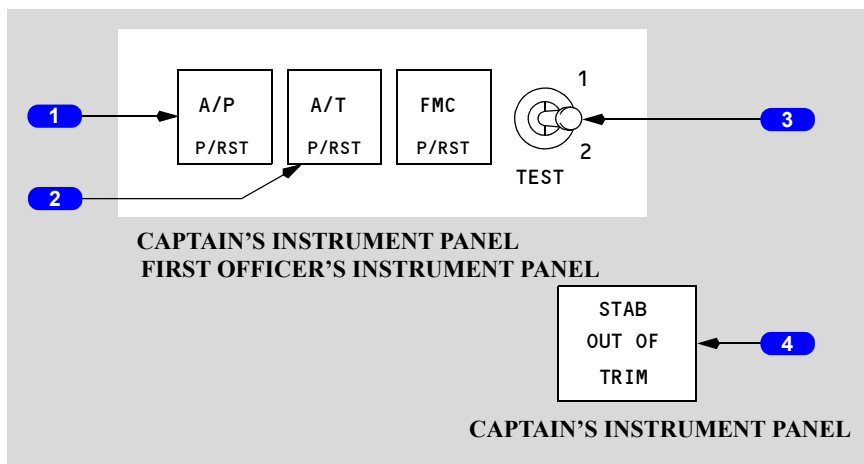 1
A/P
P/RST
A/T
P/RST
FMC
P/RST
1
2
TEST
3
2
CAPTAIN’S INSTRUMENT PANEL
FIRST OFFICER’S INSTRUMENT PANEL
STAB
OUT OF
TRIM
4
CAPTAIN’S INSTRUMENT PANEL